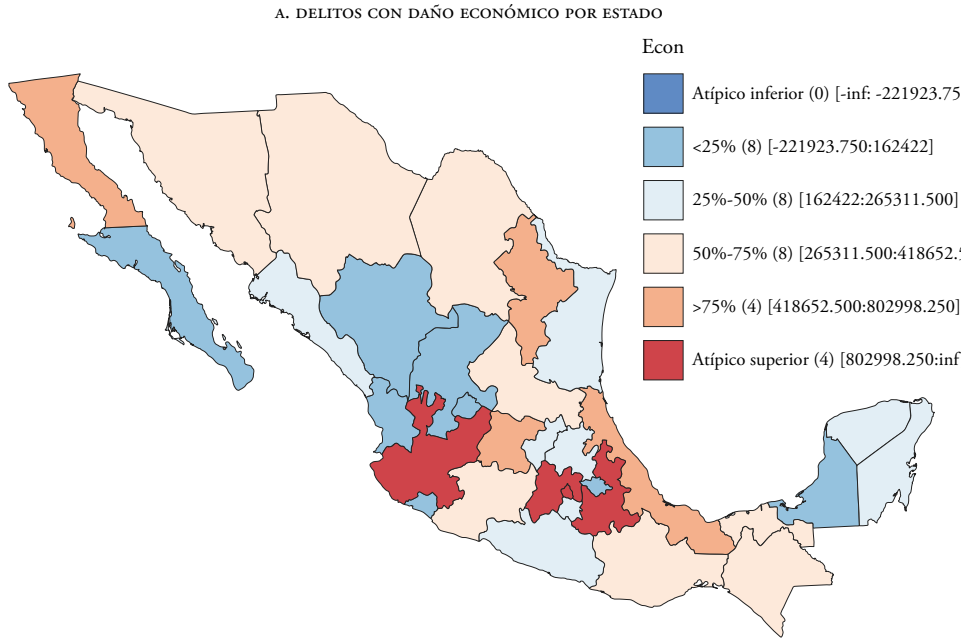 A. DELITOS CON DAÑO ECONÓMICO POR ESTADO
Econ
Atípico inferior (0) [-inf: -221923.75
<25% (8) [-221923.750:162422]
25%-50% (8) [162422:265311.500]
50%-75% (8) [265311.500:418652.5
>75% (4) [418652.500:802998.250]
Atípico superior (4) [802998.250:inf